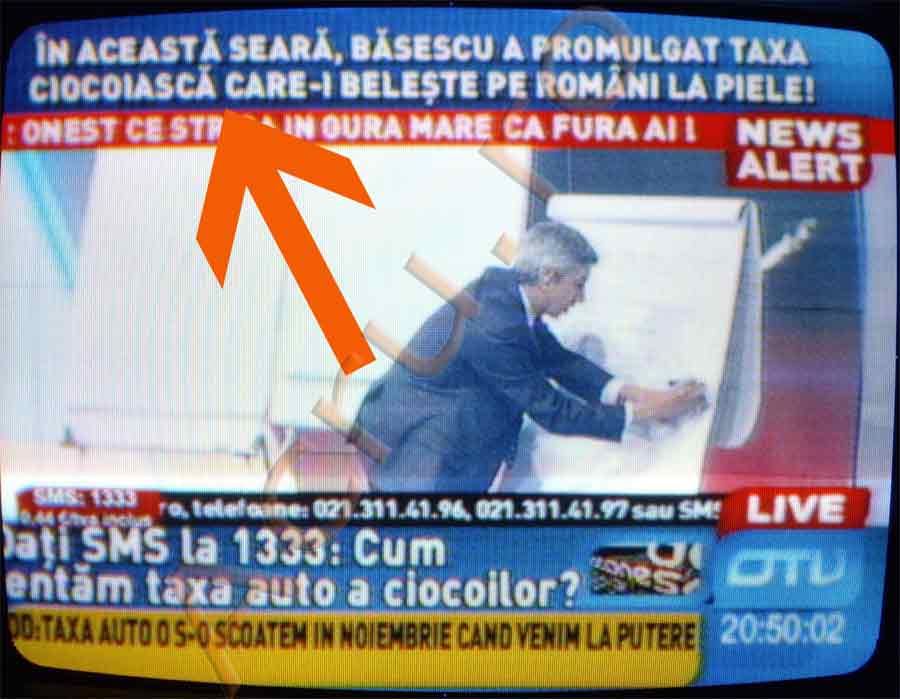 ÎN ACEASTĂ SEARĂ, BĂSESCU A PROMULGAT TAXA
CIOCOIASCĂ CARE-I BELEȘTE PE ROMÂNI LA PIELE!
: ONEST CE IN GURA MARE CA FURA AI !
NEWS
ALERT
SMS: 1333
ro, telefoane: 021.311.41.96, 021.311.41.97 sau SMS
LIVE
Dați SMS la 1333: Cum
entăm taxa auto a ciocoilor?
OTV
OD:TAXA AUTO O S-O SCOATEM IN NOIEMBRIE CAND VENIM LA PUTERE
20:50:02